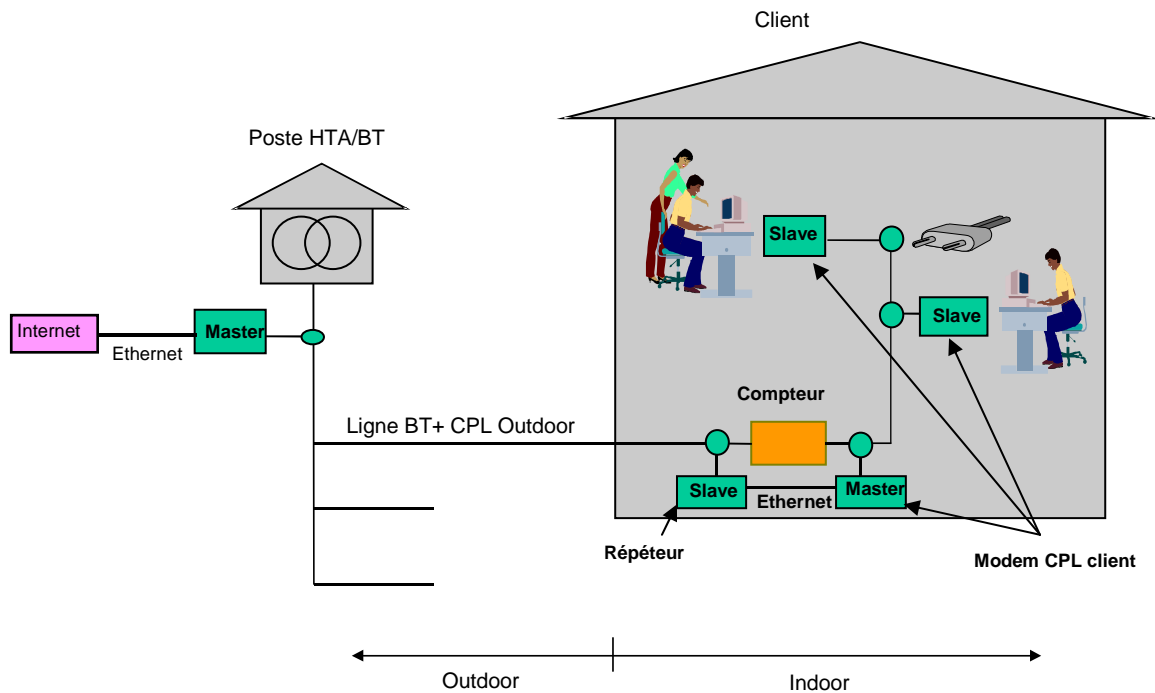 Client
Poste HTA/BT
Slave
Internet
Master
Slave
Ethernet
Compteur
Ligne BT+ CPL Outdoor
Slave
Ethernet
Master
Répéteur
Modem CPL client
Outdoor
Indoor